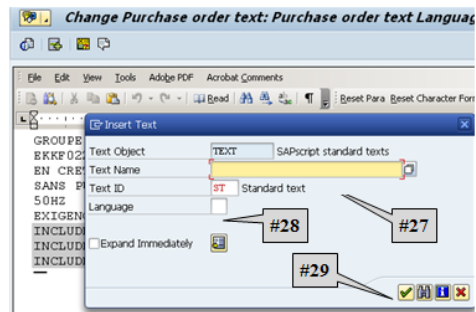 Change Purchase order text: Purchase order text Languag
File Edit View Tools Adobe PDF Acrobat Comments
Read Reset Para Reset Character For
Insert Text
GROUPE
Text Object TEXT SAPscript standard texts
EKKF02
Text Name
EN CRE
SANS P
Text ID ST Standard text
50HZ
Language
EXIGEN
INCLUD
#28 #27
INCLUD
Expand Immediately
INCLUD
#29